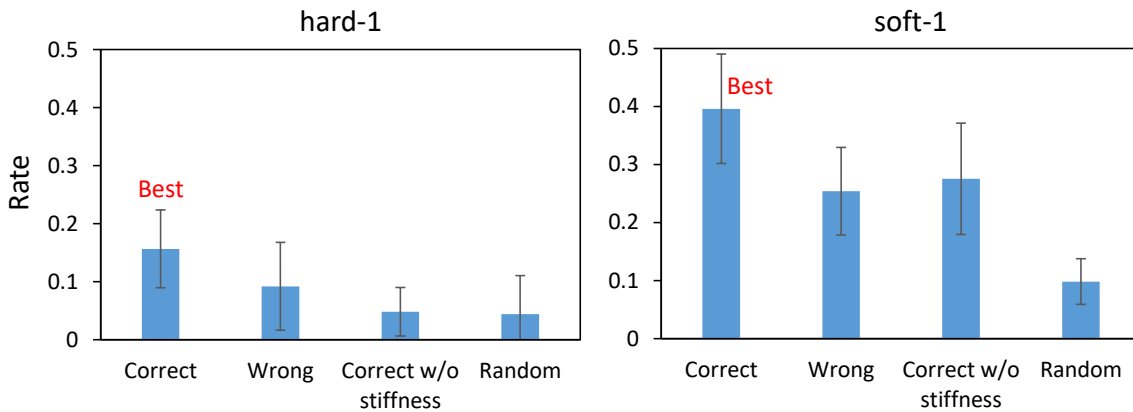 hard-1
0.5
0.4
0.3
0.2
0.1
0
Rate
Best
Correct
Wrong
Correct w/o
stiffness
Random
soft-1
0.5
0.4
0.3
0.2
0.1
0
Best
Correct
Wrong
Correct w/o
stiffness
Random